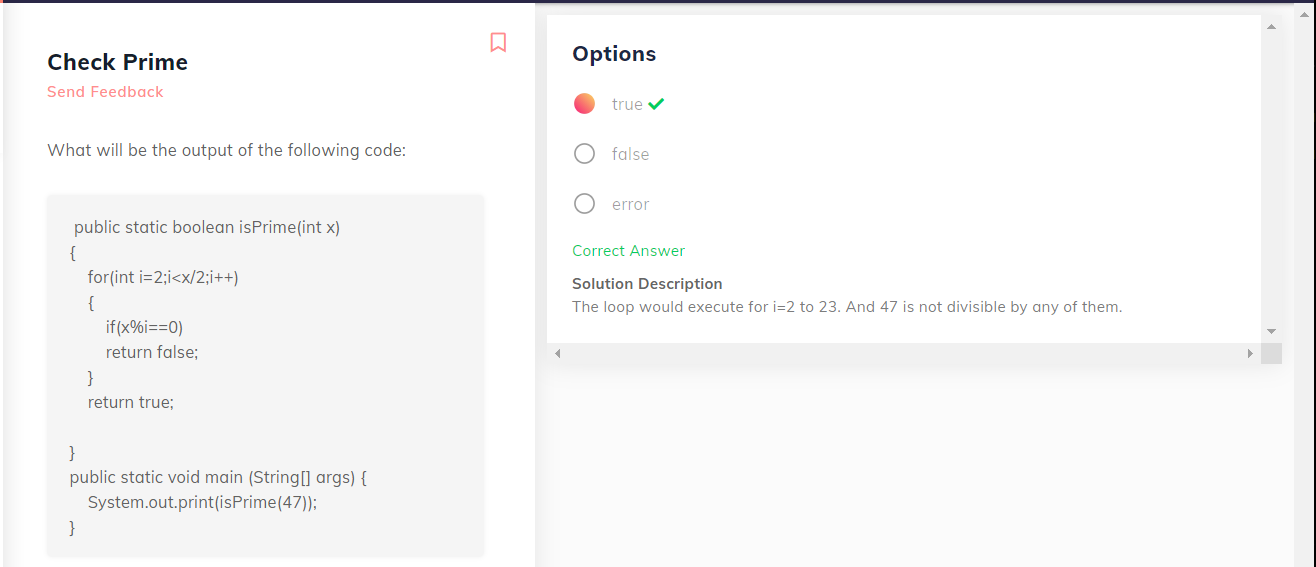 Check Prime
Send Feedback
What will be the output of the following code:
public static boolean isPrime(int x)
{
for(int i=2;i<x/2;i++)
{
if(x%i==0)
return false;
}
return true;
}
public static void main (String[] args) {
System.out.print(isPrime(47));
}
Options
true
false
error
Correct Answer
Solution Description
The loop would execute for i=2 to 23. And 47 is not divisible by any of them.